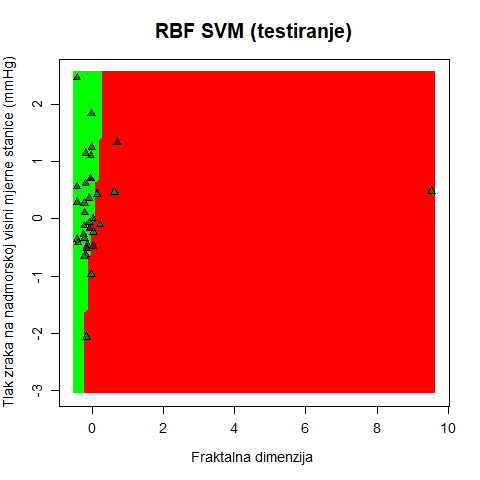 RBF SVM (testiranje)
Tlak zraka na nadmorskoj visini mjerne stanice (mmHg)
2
1
0
-1
-2
-3
0 2 4 6 8 10
Fraktalna dimenzija